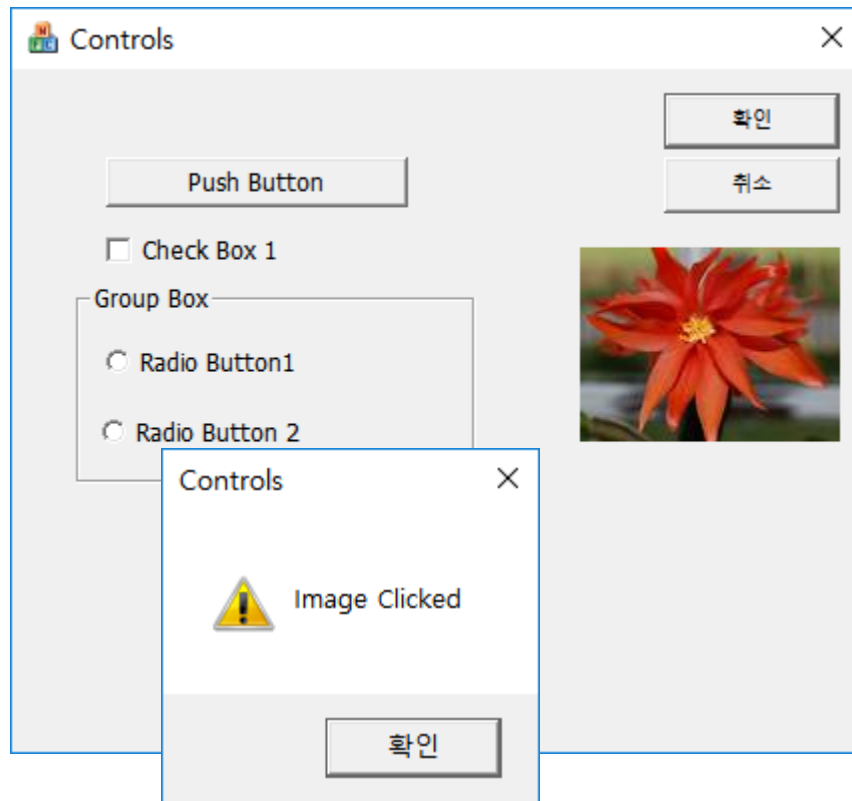 Controls
확인
Push Button
취소
Check Box 1
Group Box
Radio Button1
Radio Button 2
Controls
Image Clicked
확인